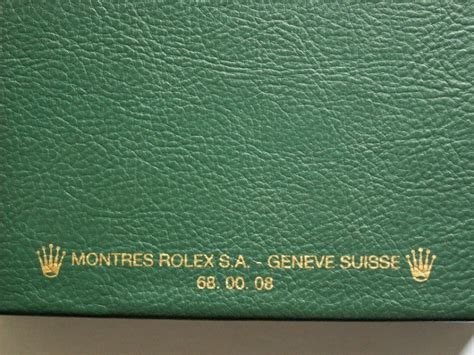 MONTRES ROLEX S.A. - GENEVE SUISSE
68. 00. 08